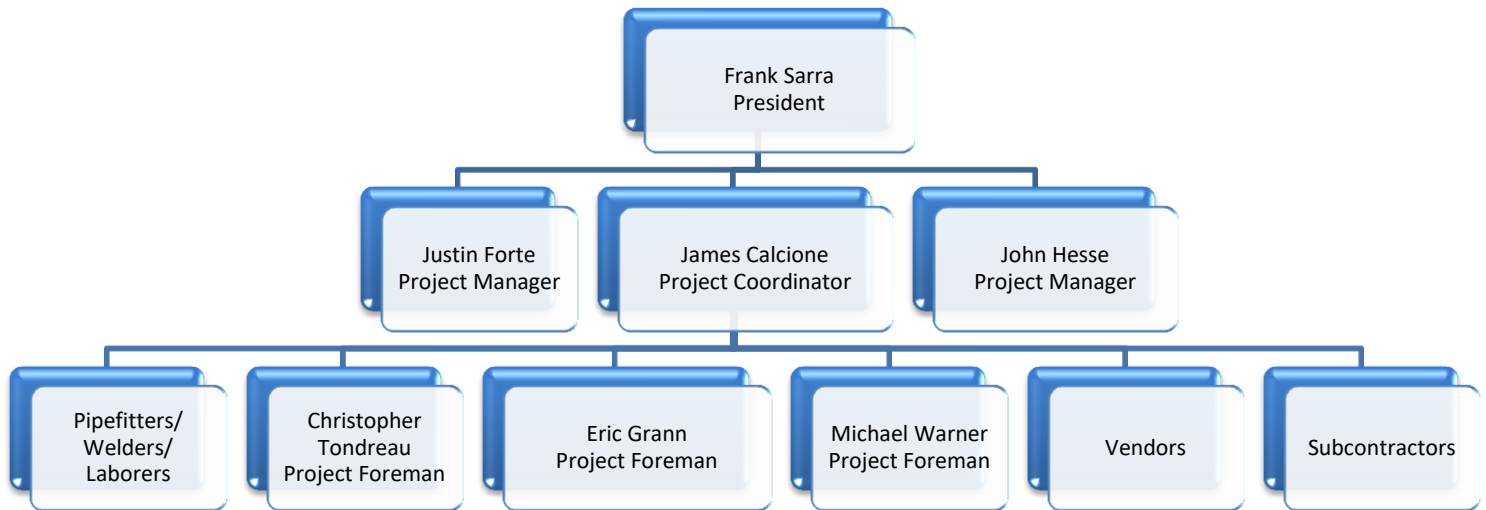 Frank Sarra
President
Justin Forte
Project Manager
James Calcione
Project Coordinator
John Hesse
Project Manager
Pipefitters/
Welders/
Laborers
Christopher
Tondreau
Project Foreman
Eric Grann
Project Foreman
Michael Warner
Project Foreman
Vendors
Subcontractors